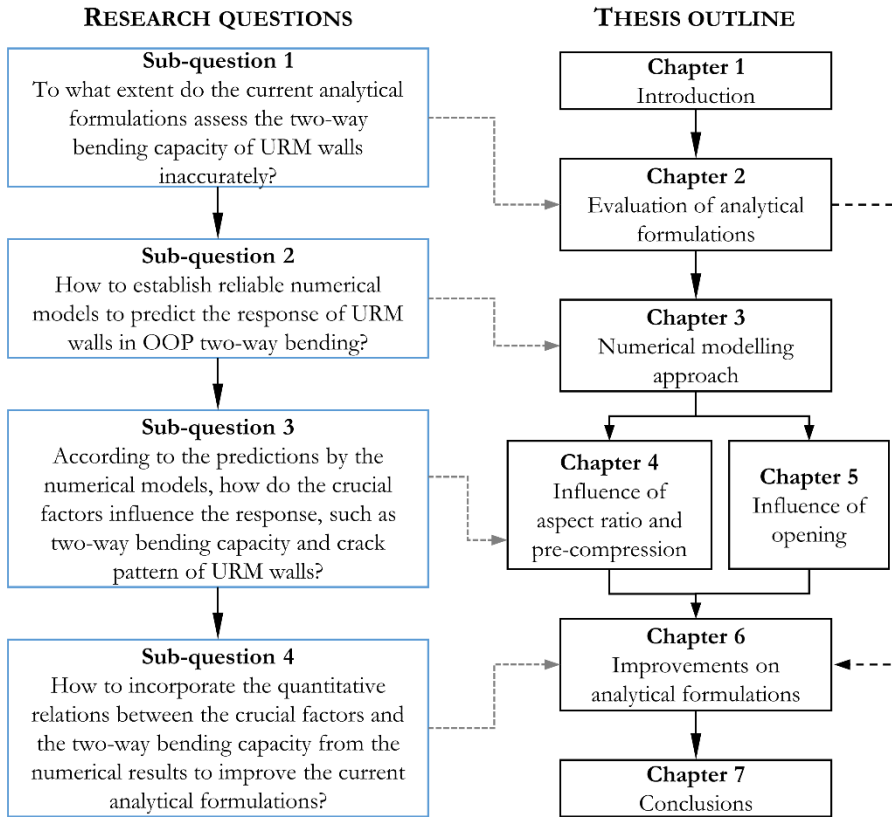 RESEARCH QUESTIONS
Sub-question 1
To what extent do the current analytical
formulations assess the two-way
bending capacity of URM walls
inaccurately?
Sub-question 2
How to establish reliable numerical
models to predict the response of URM
walls in OOP two-way bending?
Sub-question 3
According to the predictions by the
numerical models, how do the crucial
factors influence the response, such as
two-way bending capacity and crack
pattern of URM walls?
Sub-question 4
How to incorporate the quantitative
relations between the crucial factors and
the two-way bending capacity from the
numerical results to improve the current
analytical formulations?
THESIS OUTLINE
Chapter 1
Introduction
Chapter 2
Evaluation of analytical
formulations
Chapter 3
Numerical modelling
approach
Chapter 4
Influence of
aspect ratio and
pre-compression
Chapter 5
Influence of
opening
Chapter 6
Improvements on
analytical formulations
Chapter 7
Conclusions